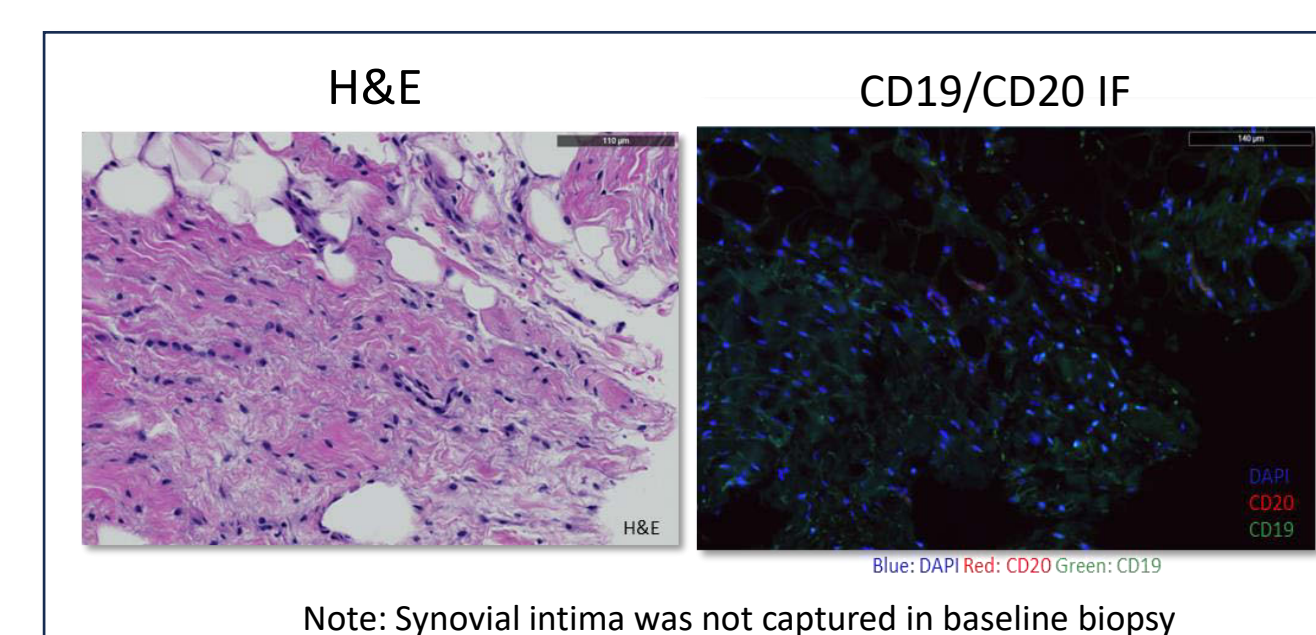 H&E
CD19/CD20 IF
110 µm
140 µm
H&E
DAPI
CD20
CD19
Blue: DAPI Red: CD20 Green: CD19
Note: Synovial intima was not captured in baseline biopsy